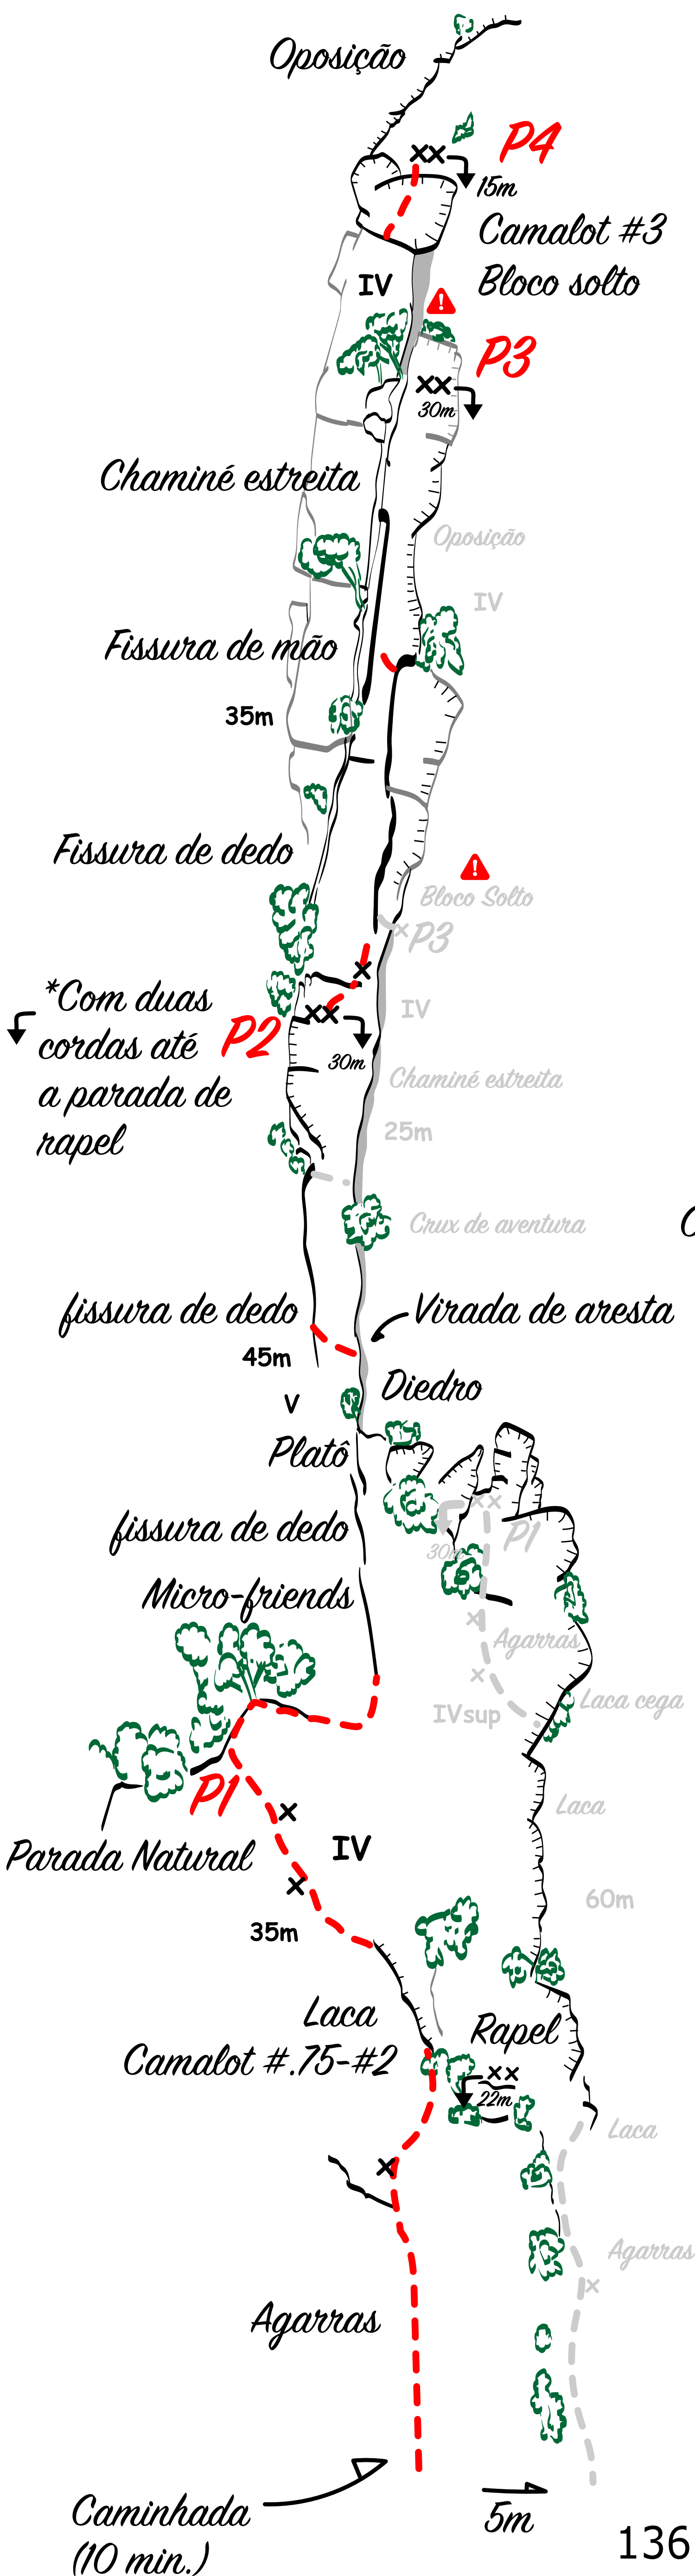 Oposição
P4
15m
Camalot #3
Bloco solto
IV
P3
30m
Chaminé estreita
Oposição
IV
Fissura de mão
35m
Fissura de dedo
Bloco Solto
P3
*Com duas
cordas até
a parada de
rapel
P2
30m
IV
Chaminé estreita
25m
Crux de aventura
fissura de dedo
Virada de aresta
45m
V
Diedro
Platô
fissura de dedo
30m
P1
Micro-friends
Agarras
IVsup
Laca cega
P1
Laca
Parada Natural
IV
60m
35m
Laca
Camalot #.75-#2
Rapel
22m
Laca
Agarras
Agarras
Caminhada
(10 min.)
5m
136